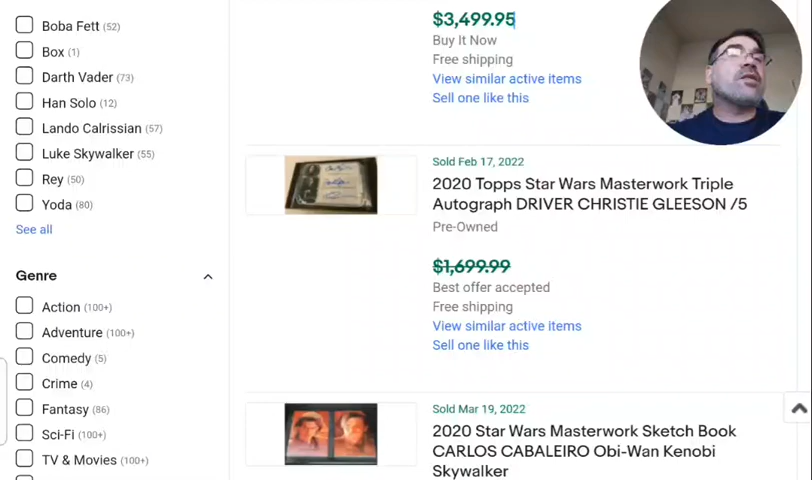 Boba Fett (52)
Box (1)
Darth Vader (73)
Han Solo (12)
Lando Calrissian (57)
Luke Skywalker (55)
Rey (50)
Yoda (80)
See all
Genre
Action (100+)
Adventure (100+)
Comedy (5)
Crime (4)
Fantasy (86)
Sci-Fi (100+)
TV & Movies (100+)
$3,499.95
Buy It Now
Free shipping
View similar active items
Sell one like this
Sold Feb 17, 2022
2020 Topps Star Wars Masterwork Triple
Autograph DRIVER CHRISTIE GLEESON /5
Pre-Owned
$1,699.99
Best offer accepted
Free shipping
View similar active items
Sell one like this
Sold Mar 19, 2022
2020 Star Wars Masterwork Sketch Book
CARLOS CABALEIRO Obi-Wan Kenobi
Skywalker